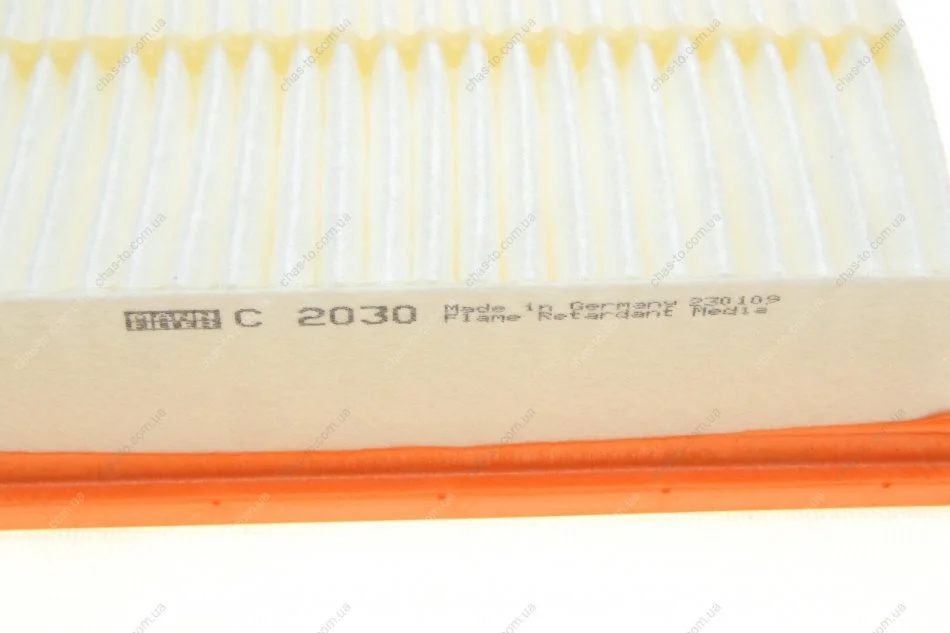 MANN
FILTER
C 2030
Made in Germany 230109
Flame Retardant Media
chas-to.com.ua